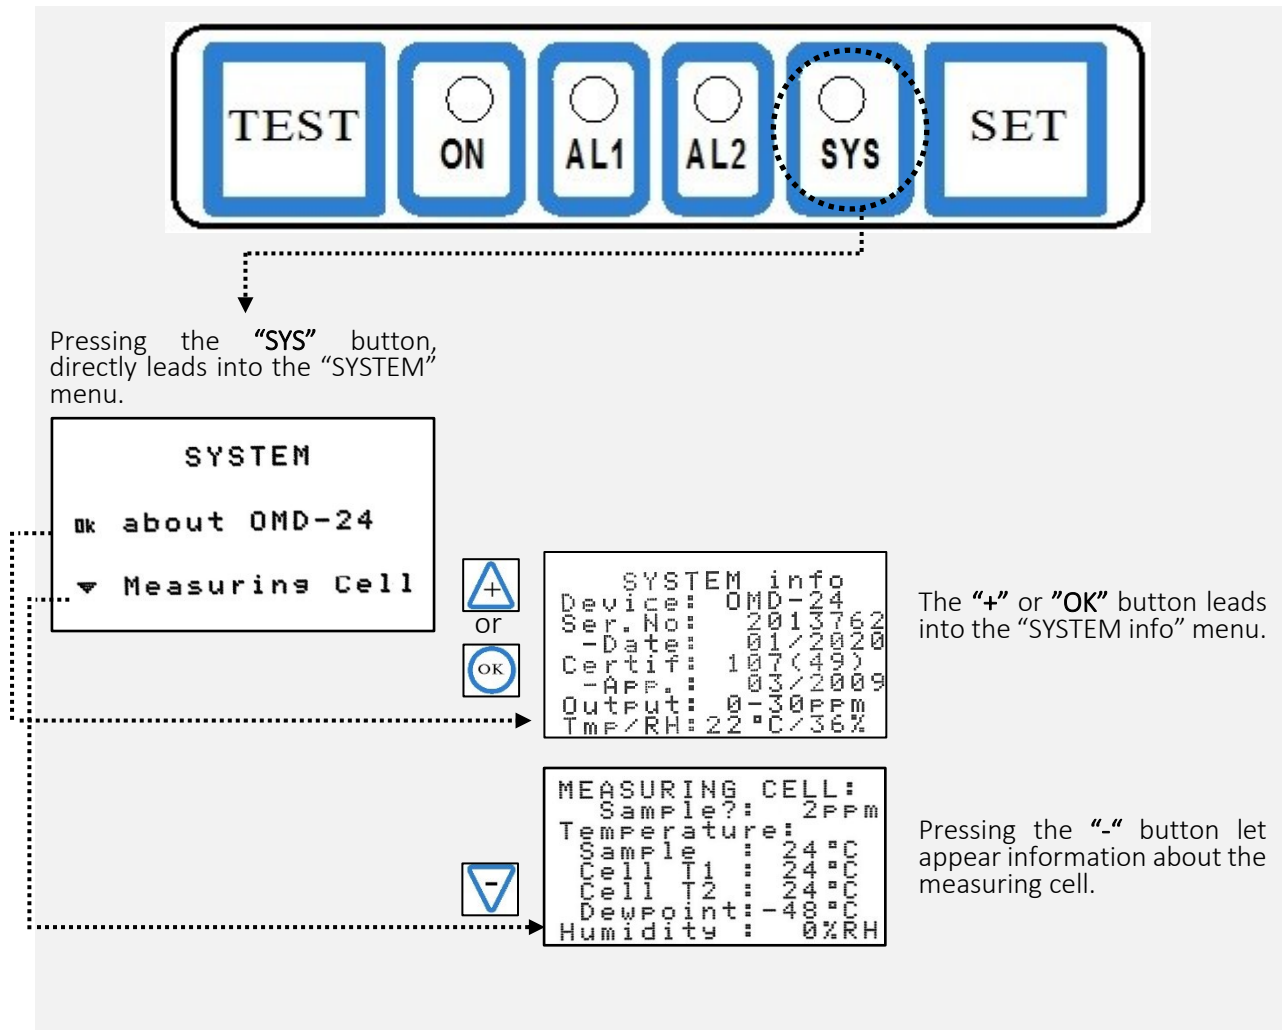 TEST
ON
AL1
AL2
SYS
SET
Pressing the “SYS” button,
directly leads into the “SYSTEM”
menu.
SYSTEM
Ok about OMD-24
Measuring Cell
+
or
OK
SYSTEM info
Device: OMD-24
Ser.No: 2013762
-Date: 01/2020
Certif: 107(49)
-App.: 03/2009
Output: 0-30ppm
Tmp/RH:22°C/36%
The “+” or ”OK” button leads
into the “SYSTEM info” menu.
-
MEASURING CELL:
Sample?: 2ppm
Temperature:
Sample : 24°C
Cell T1 : 24°C
Cell T2 : 24°C
Dewpoint:-48°C
Humidity : 0%RH
Pressing the “-“ button let
appear information about the
measuring cell.